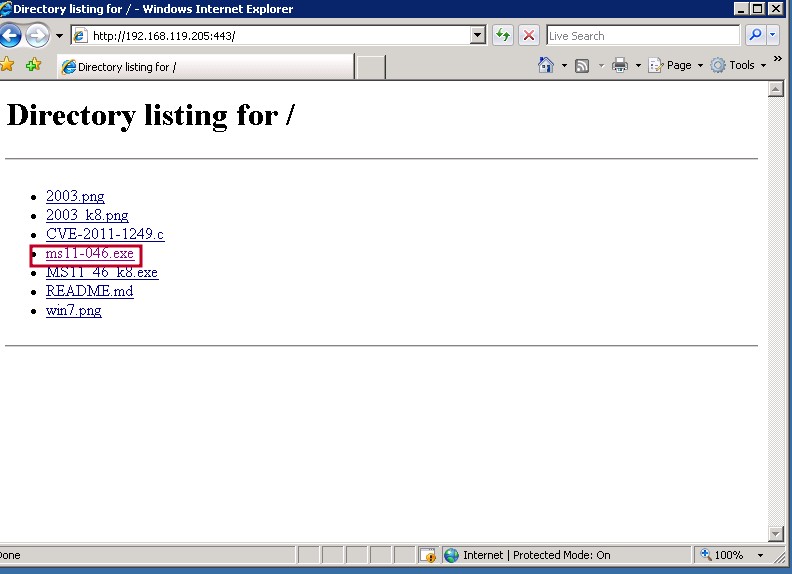 Directory listing for / - Windows Internet Explorer
http://192.168.119.205:443/
Live Search
Directory listing for /
Page
Tools
Directory listing for /
2003.png
2003_k8.png
CVE-2011-1249.c
ms11-046.exe
MS11_46_k8.exe
README.md
win7.png
Done
Internet | Protected Mode: On
100%